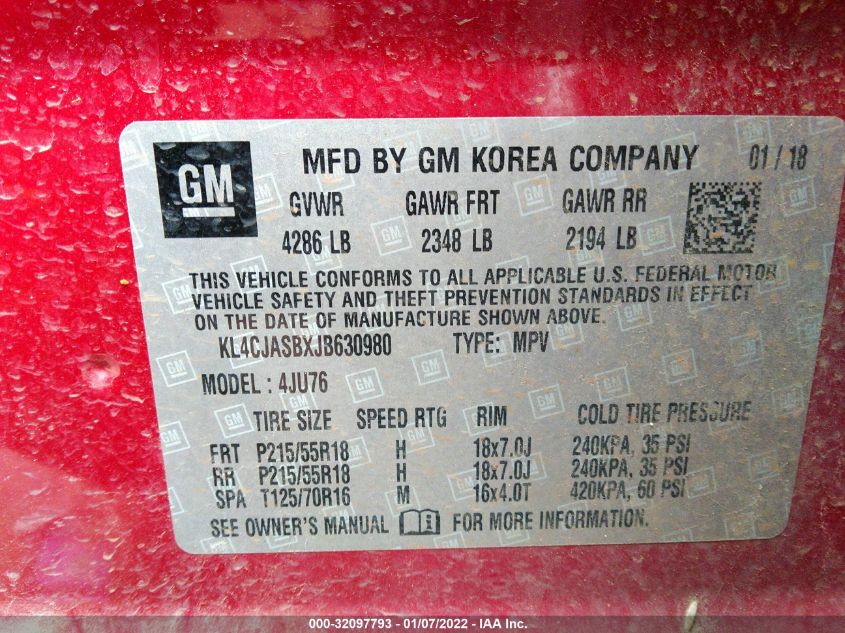 GM
MFD BY GM KOREA COMPANY 01/18
GVWR GAWR FRT GAWR RR
4286 LB 2348 LB 2194 LB
THIS VEHICLE CONFORMS TO ALL APPLICABLE U.S. FEDERAL MOTOR
VEHICLE SAFETY AND THEFT PREVENTION STANDARDS IN EFFECT
ON THE DATE OF MANUFACTURE SHOWN ABOVE.
KL4CJASBXJB630980 TYPE: MPV
MODEL: 4JU76
TIRE SIZE SPEED RTG RIM COLD TIRE PRESSURE
FRT P215/55R18 H 18x7.0J 240KPA, 35 PSI
RR P215/55R18 H 18x7.0J 240KPA, 35 PSI
SPA T125/70R16 M 16x4.0T 420KPA, 60 PSI
SEE OWNER'S MANUAL FOR MORE INFORMATION.
000-32097793 - 01/07/2022 - IAA Inc.